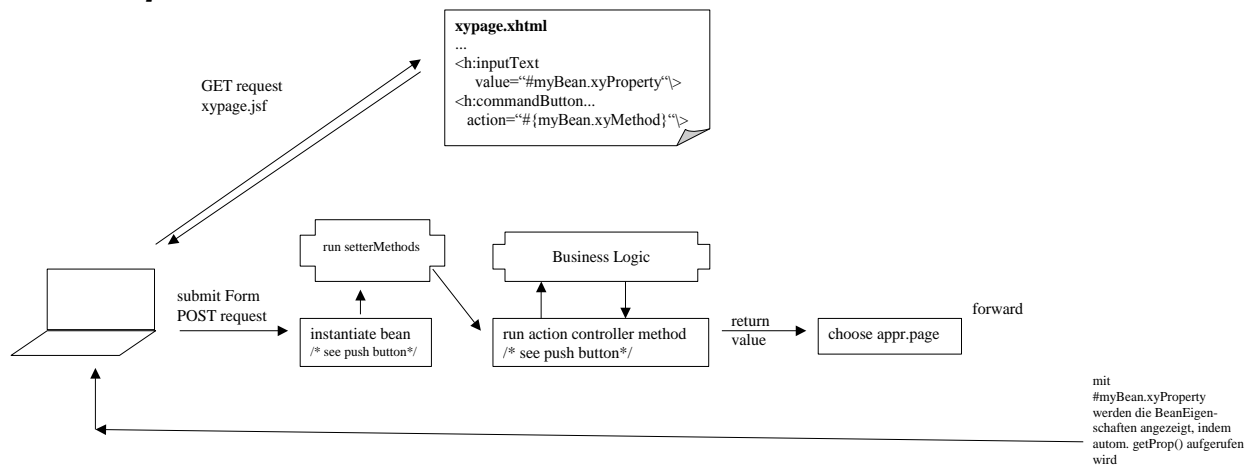 xypage.xhtml
...
<h:inputText
value=“#myBean.xyProperty“\>
<h:commandButton...
action=“#{myBean.xyMethod}“\>
GET request
xypage.jsf
run setterMethods
Business Logic
submit Form
POST request
instantiate bean
/* see push button*/
run action controller method
/* see push button*/
return
value
choose appr.page
forward
mit
#myBean.xyProperty
werden die BeanEigen-
schaften angezeigt, indem
autom. getProp() aufgerufen
wird